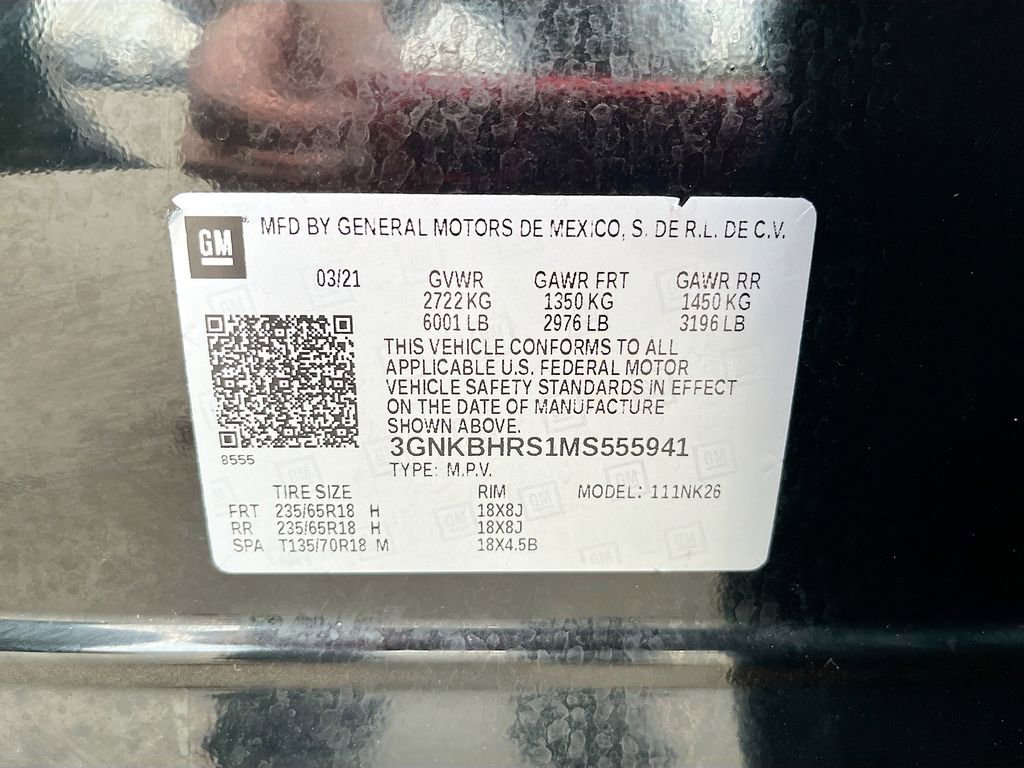 GM
MFD BY GENERAL MOTORS DE MEXICO, S. DE R.L. DE C.V.
03/21 GVWR GAWR FRT GAWR RR
2722 KG 1350 KG 1450 KG
6001 LB 2976 LB 3196 LB
THIS VEHICLE CONFORMS TO ALL
APPLICABLE U.S. FEDERAL MOTOR
VEHICLE SAFETY STANDARDS IN EFFECT
ON THE DATE OF MANUFACTURE
SHOWN ABOVE.
3GNKBHRS1MS555941
8555
TYPE: M.P.V.
TIRE SIZE RIM MODEL: 111NK26
FRT 235/65R18 H 18X8J
RR 235/65R18 H 18X8J
SPA T135/70R18 M 18X4.5B